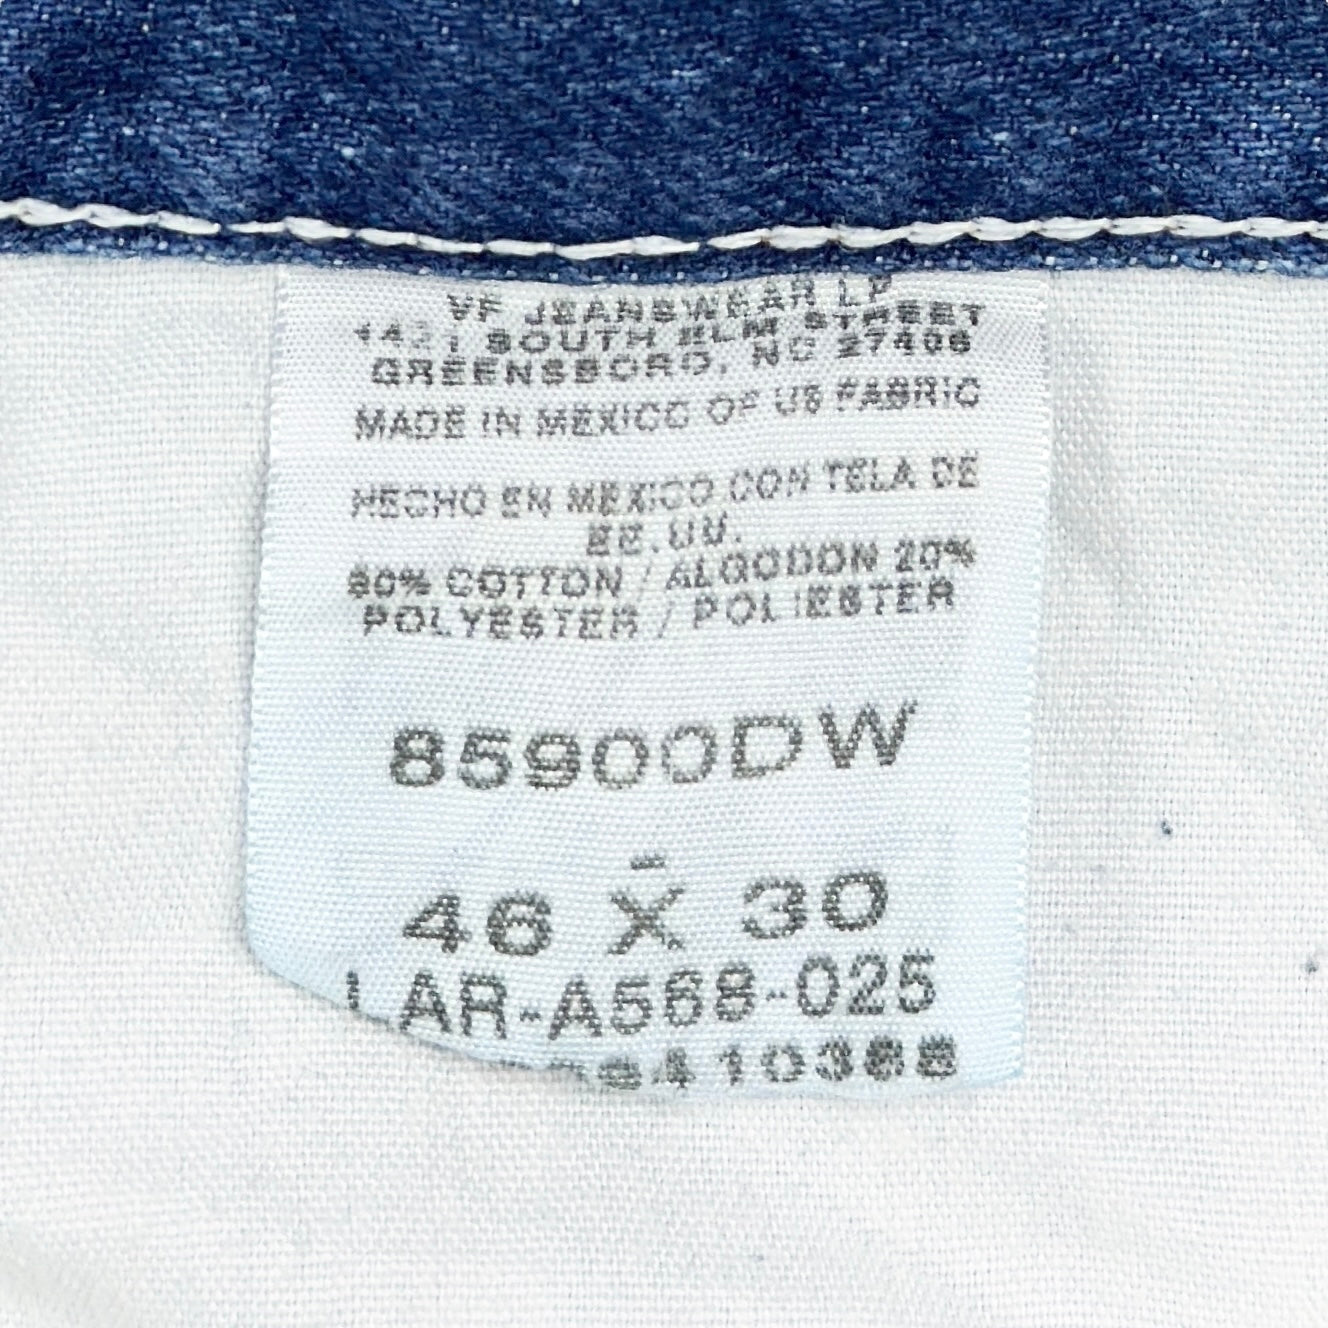 VF JEANSWEAR LP
1421 SOUTH ELM STREET
GREENSBORO, NC 27406
MADE IN MEXICO OF US FABRIC
HECHO EN MEXICO CON TELA DE
EE.UU.
80% COTTON / ALGODON 20%
POLYESTER / POLIESTER
85900DW
46 X 30
LAR-A568-025